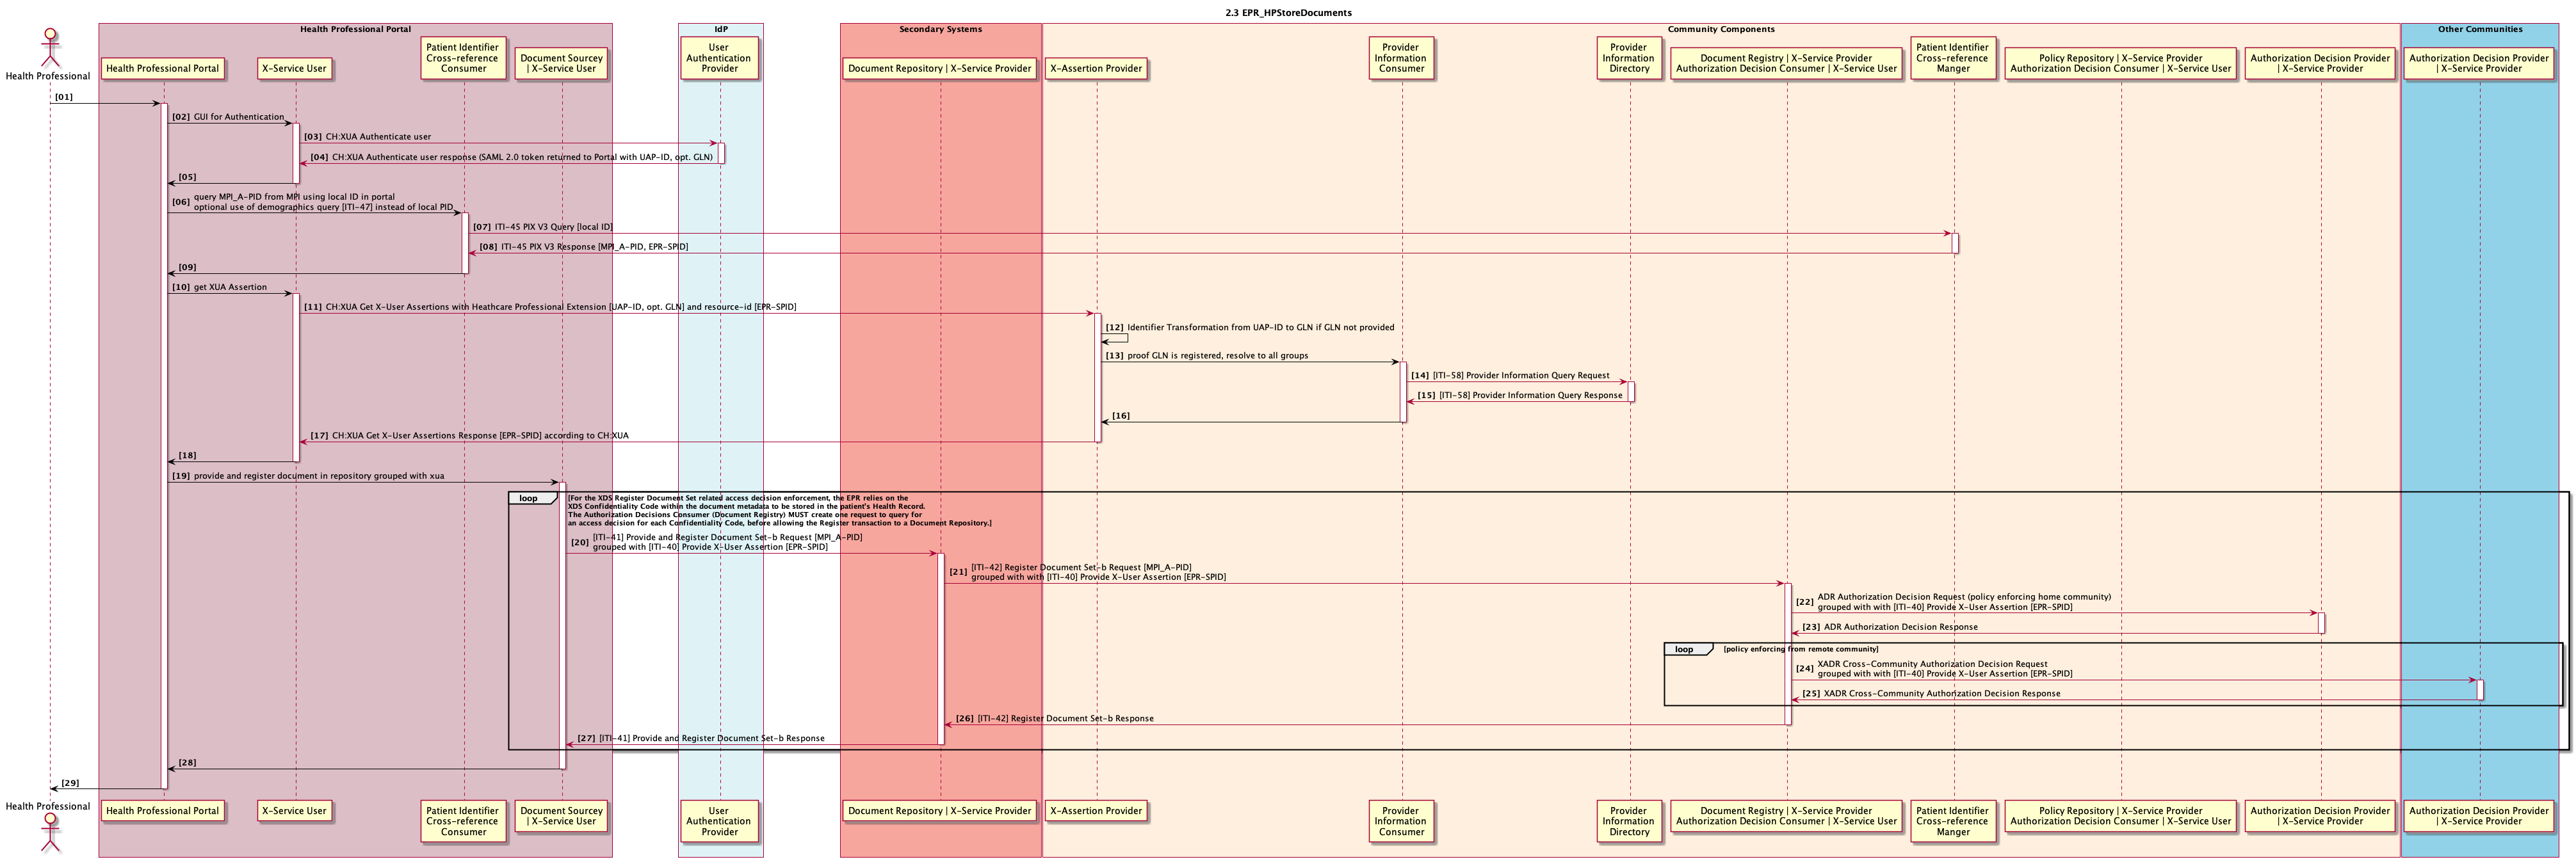 2.3 EPR_HPStoreDocuments
Health Professional Portal
IdP
Secondary Systems
Community Components
Other Communities
Health Professional
Health Professional Portal
X-Service User
Patient Identifier
Cross-reference
Consumer
Document Sourcey
| X-Service User
User
Authentication
Provider
Document Repository | X-Service Provider
X-Assertion Provider
Provider
Information
Consumer
Provider
Information
Directory
Document Registry | X-Service Provider
Authorization Decision Consumer | X-Service User
Patient Identifier
Cross-reference
Manger
Policy Repository | X-Service Provider
Authorization Decision Consumer | X-Service User
Authorization Decision Provider
| X-Service Provider
Authorization Decision Provider
| X-Service Provider
[01]
[02] GUI for Authentication
[03] CH:XUA Authenticate user
[04] CH:XUA Authenticate user response (SAML 2.0 token returned to Portal with UAP-ID, opt. GLN)
[05]
[06] query MPI_A-PID from MPI using local ID in portal
optional use of demographics query [ITI-47] instead of local PID
[07] ITI-45 PIX V3 Query [local ID]
[08] ITI-45 PIX V3 Response [MPI_A-PID, EPR-SPID]
[09]
[10] get XUA Assertion
[11] CH:XUA Get X-User Assertions with Heathcare Professional Extension [UAP-ID, opt. GLN] and resource-id [EPR-SPID]
[12] Identifier Transformation from UAP-ID to GLN if GLN not provided
[13] proof GLN is registered, resolve to all groups
[14] [ITI-58] Provider Information Query Request
[15] [ITI-58] Provider Information Query Response
[16]
[17] CH:XUA Get X-User Assertions Response [EPR-SPID] according to CH:XUA
[18]
[19] provide and register document in repository grouped with xua
loop [For the XDS Register Document Set related access decision enforcement, the EPR relies on the
XDS Confidentiality Code within the document metadata to be stored in the patient's Health Record.
The Authorization Decisions Consumer (Document Registry) MUST create one request to query for
an access decision for each Confidentiality Code, before allowing the Register transaction to a Document Repository.]
[20] [ITI-41] Provide and Register Document Set-b Request [MPI_A-PID]
grouped with [ITI-40] Provide X-User Assertion [EPR-SPID]
[21] [ITI-42] Register Document Set-b Request [MPI_A-PID]
grouped with with [ITI-40] Provide X-User Assertion [EPR-SPID]
[22] ADR Authorization Decision Request (policy enforcing home community)
grouped with with [ITI-40] Provide X-User Assertion [EPR-SPID]
[23] ADR Authorization Decision Response
loop [policy enforcing from remote community]
[24] XADR Cross-Community Authorization Decision Request
grouped with with [ITI-40] Provide X-User Assertion [EPR-SPID]
[25] XADR Cross-Community Authorization Decision Response
[26] [ITI-42] Register Document Set-b Response
[27] [ITI-41] Provide and Register Document Set-b Response
[28]
[29]
Health Professional
Health Professional Portal
X-Service User
Patient Identifier
Cross-reference
Consumer
Document Sourcey
| X-Service User
User
Authentication
Provider
Document Repository | X-Service Provider
X-Assertion Provider
Provider
Information
Consumer
Provider
Information
Directory
Document Registry | X-Service Provider
Authorization Decision Consumer | X-Service User
Patient Identifier
Cross-reference
Manger
Policy Repository | X-Service Provider
Authorization Decision Consumer | X-Service User
Authorization Decision Provider
| X-Service Provider
Authorization Decision Provider
| X-Service Provider